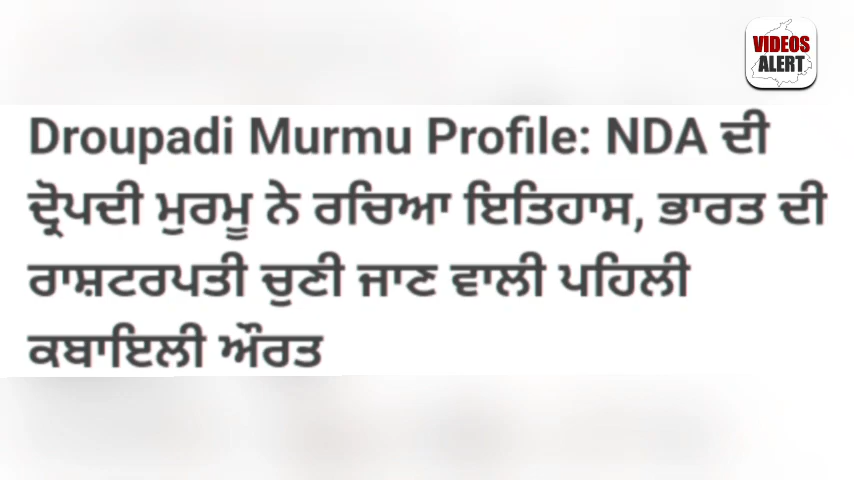 VIDEOS
ALERT
Droupadi Murmu Profile: NDA ਦੀ
ਦ੍ਰੋਪਦੀ ਮੁਰਮੂ ਨੇ ਰਚਿਆ ਇਤਿਹਾਸ, ਭਾਰਤ ਦੀ
ਰਾਸ਼ਟਰਪਤੀ ਚੁਣੀ ਜਾਣ ਵਾਲੀ ਪਹਿਲੀ
ਕਬਾਇਲੀ ਔਰਤ